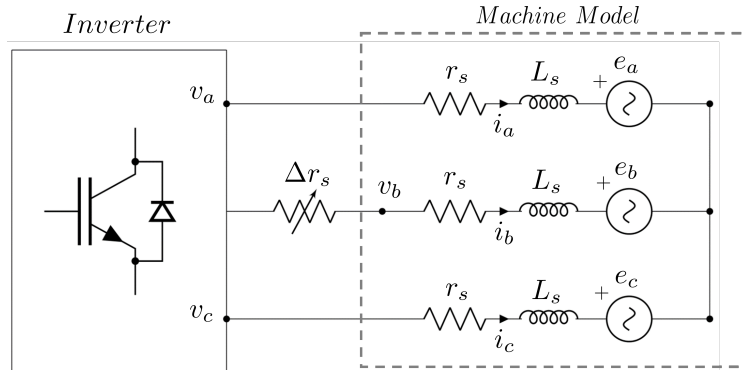 Inverter
Machine Model
v_a r_s i_a L_s + e_a
Δr_s v_b r_s i_b L_s + e_b
v_c r_s i_c L_s + e_c